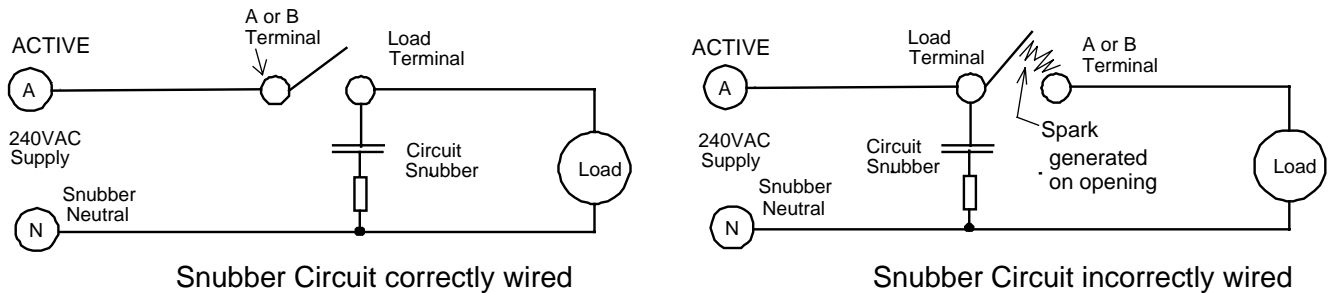 A or B
Terminal
Load
Terminal
ACTIVE
A
240VAC
Supply
Circuit
Snubber
Load
Snubber
Neutral
N
Snubber Circuit correctly wired
ACTIVE
Load
Terminal
A or B
Terminal
A
Spark
generated
on opening
240VAC
Supply
Circuit
Snubber
Load
Snubber
Neutral
N
Snubber Circuit incorrectly wired